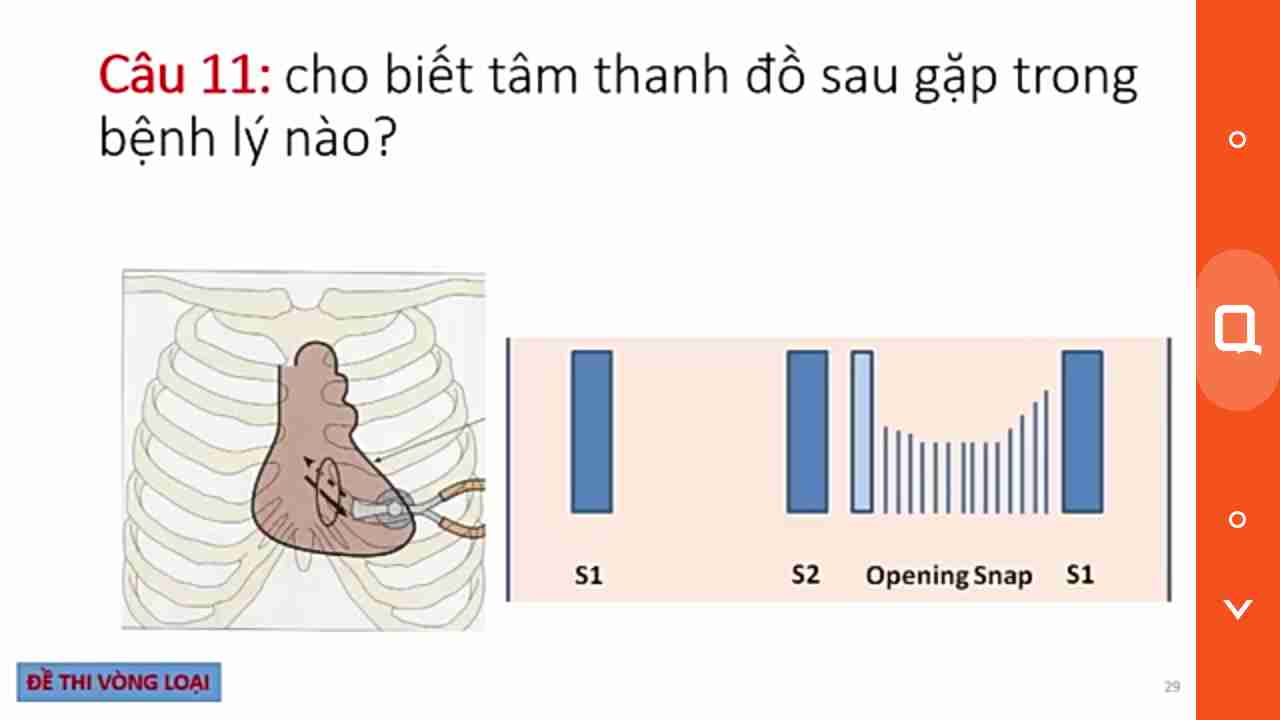 Câu 11: cho biết tâm thanh đồ sau gặp trong
bệnh lý nào?
S1 S2 Opening Snap S1
ĐỀ THI VÒNG LOẠI
29